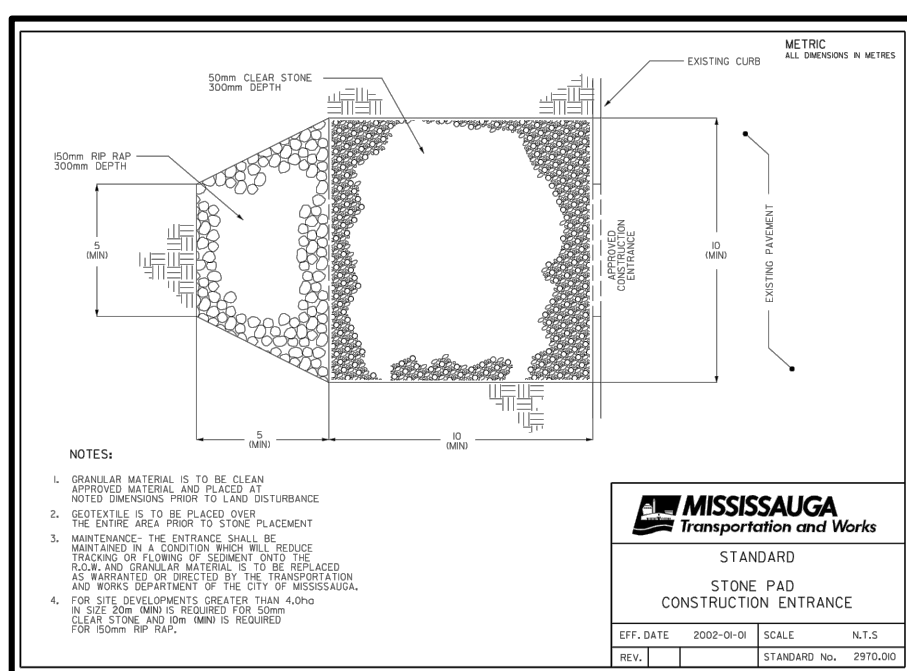 METRIC
ALL DIMENSIONS IN METRES
EXISTING CURB
50mm CLEAR STONE
300mm DEPTH
150mm RIP RAP
300mm DEPTH
5
(MIN)
APPROVED
CONSTRUCTION
ENTRANCE
10
(MIN)
EXISTING PAVEMENT
5
(MIN)
10
(MIN)
NOTES:
1. GRANULAR MATERIAL IS TO BE CLEAN
APPROVED MATERIAL AND PLACED AT
NOTED DIMENSIONS PRIOR TO LAND DISTURBANCE
2. GEOTEXTILE IS TO BE PLACED OVER
THE ENTIRE AREA PRIOR TO STONE PLACEMENT
3. MAINTENANCE- THE ENTRANCE SHALL BE
MAINTAINED IN A CONDITION WHICH WILL REDUCE
TRACKING OR FLOWING OF SEDIMENT ONTO THE
R.O.W. AND GRANULAR MATERIAL IS TO BE REPLACED
AS WARRANTED OR DIRECTED BY THE TRANSPORTATION
AND WORKS DEPARTMENT OF THE CITY OF MISSISSAUGA.
4. FOR SITE DEVELOPMENTS GREATER THAN 4.0ha
IN SIZE 20m (MIN) IS REQUIRED FOR 50mm
CLEAR STONE AND 10m (MIN) IS REQUIRED
FOR 150mm RIP RAP.
MISSISSAUGA
Transportation and Works
STANDARD
STONE PAD
CONSTRUCTION ENTRANCE
EFF. DATE 2002-01-01 SCALE N.T.S
REV. STANDARD No. 2970.010